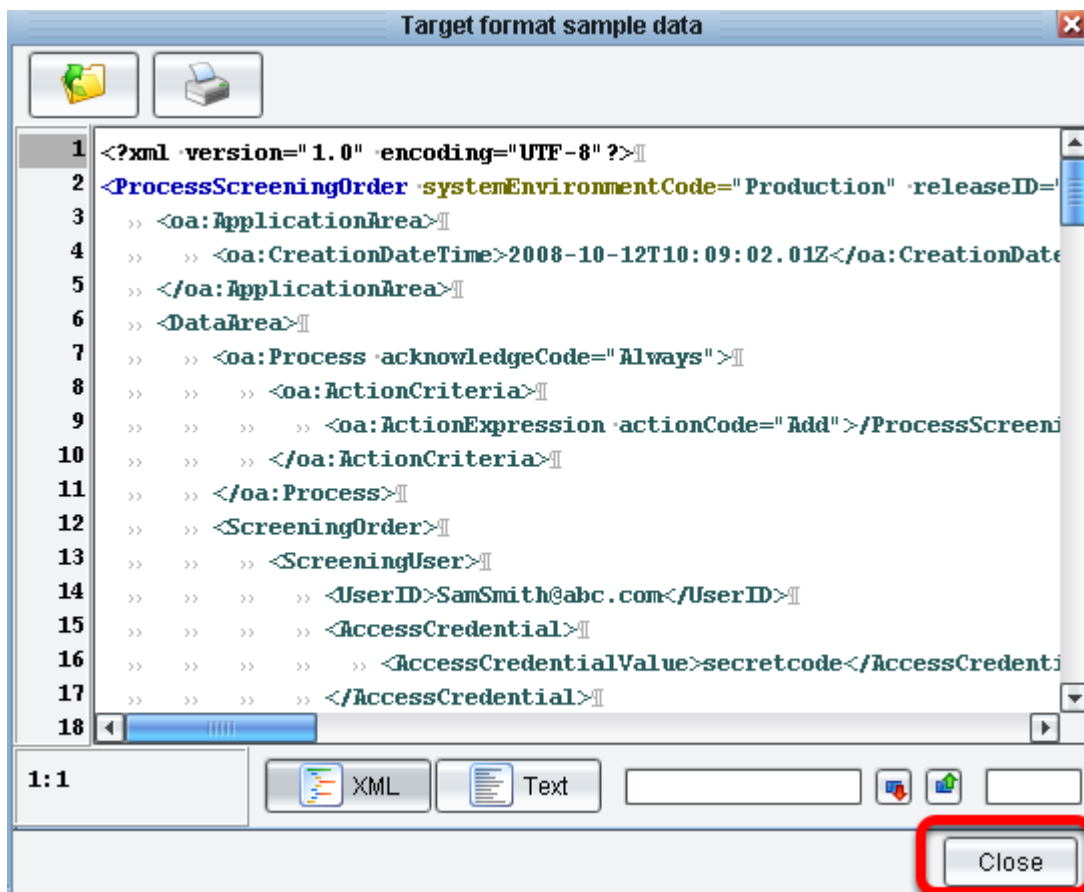 Target format sample data
1 <?xml version="1.0" encoding="UTF-8"?>
2 <ProcessScreeningOrder systemEnvironmentCode="Production" releaseID="
3 <oa:ApplicationArea>
4 <oa:CreationDateTime>2008-10-12T10:09:02.01Z</oa:CreationDate
5 </oa:ApplicationArea>
6 <DataArea>
7 <oa:Process acknowledgeCode="Always">
8 <oa:ActionCriteria>
9 <oa:ActionExpression actionCode="Add">/ProcessScreeni
10 </oa:ActionCriteria>
11 </oa:Process>
12 <ScreeningOrder>
13 <ScreeningUser>
14 <UserID>SamSmith@abc.com</UserID>
15 <AccessCredential>
16 <AccessCredentialValue>secretcode</AccessCredenti
17 </AccessCredential>
18
1:1 XML Text
Close